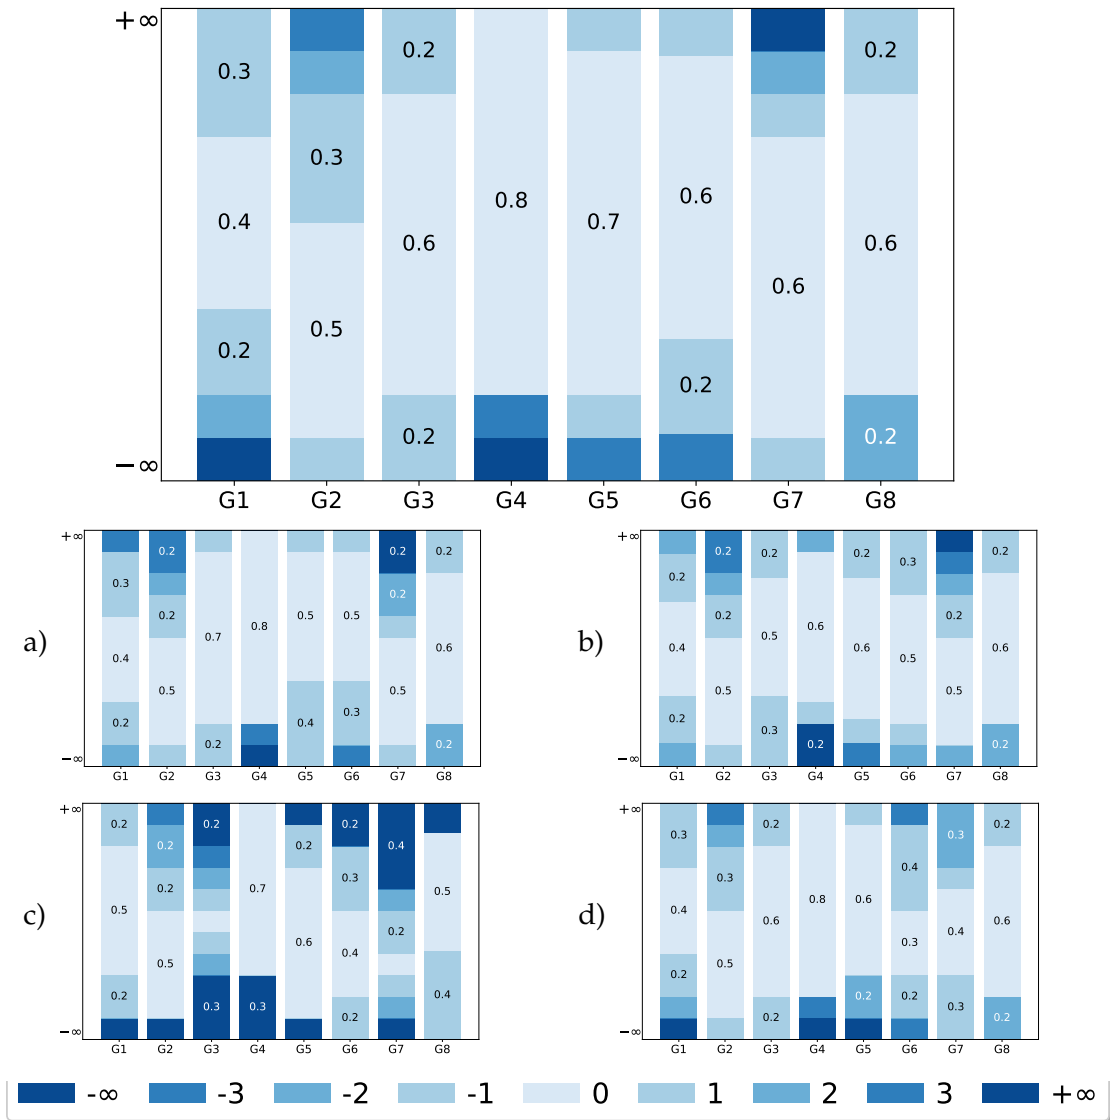 +∞
0.3 0.2 0.2
0.3
0.8 0.6
0.4 0.7
0.6 0.6
0.6
0.5
0.2
0.2
0.2 0.2
−∞
G1 G2 G3 G4 G5 G6 G7 G8
a)
+∞
0.2 0.2 0.2
0.3 0.2
0.2
0.7 0.8 0.5 0.5
0.4 0.6
0.5 0.5
0.2 0.4 0.3
0.2 0.2
−∞
G1 G2 G3 G4 G5 G6 G7 G8
b)
+∞
0.2 0.2 0.2 0.2
0.2 0.3
0.2 0.2
0.4 0.5 0.6 0.6 0.6
0.5 0.5 0.5
0.2 0.3
0.2 0.2
−∞
G1 G2 G3 G4 G5 G6 G7 G8
c)
+∞
0.2 0.2 0.2
0.2 0.2 0.4
0.2 0.7 0.3 0.5
0.5 0.2
0.5 0.6 0.4
0.2 0.3 0.3 0.4
0.2
−∞
G1 G2 G3 G4 G5 G6 G7 G8
d)
+∞
0.3 0.2 0.3 0.2
0.3 0.4
0.4 0.6 0.8 0.6 0.6
0.5 0.3 0.4
0.2 0.2 0.2 0.3
0.2 0.2
−∞
G1 G2 G3 G4 G5 G6 G7 G8
-∞ -3 -2 -1 0 1 2 3 +∞